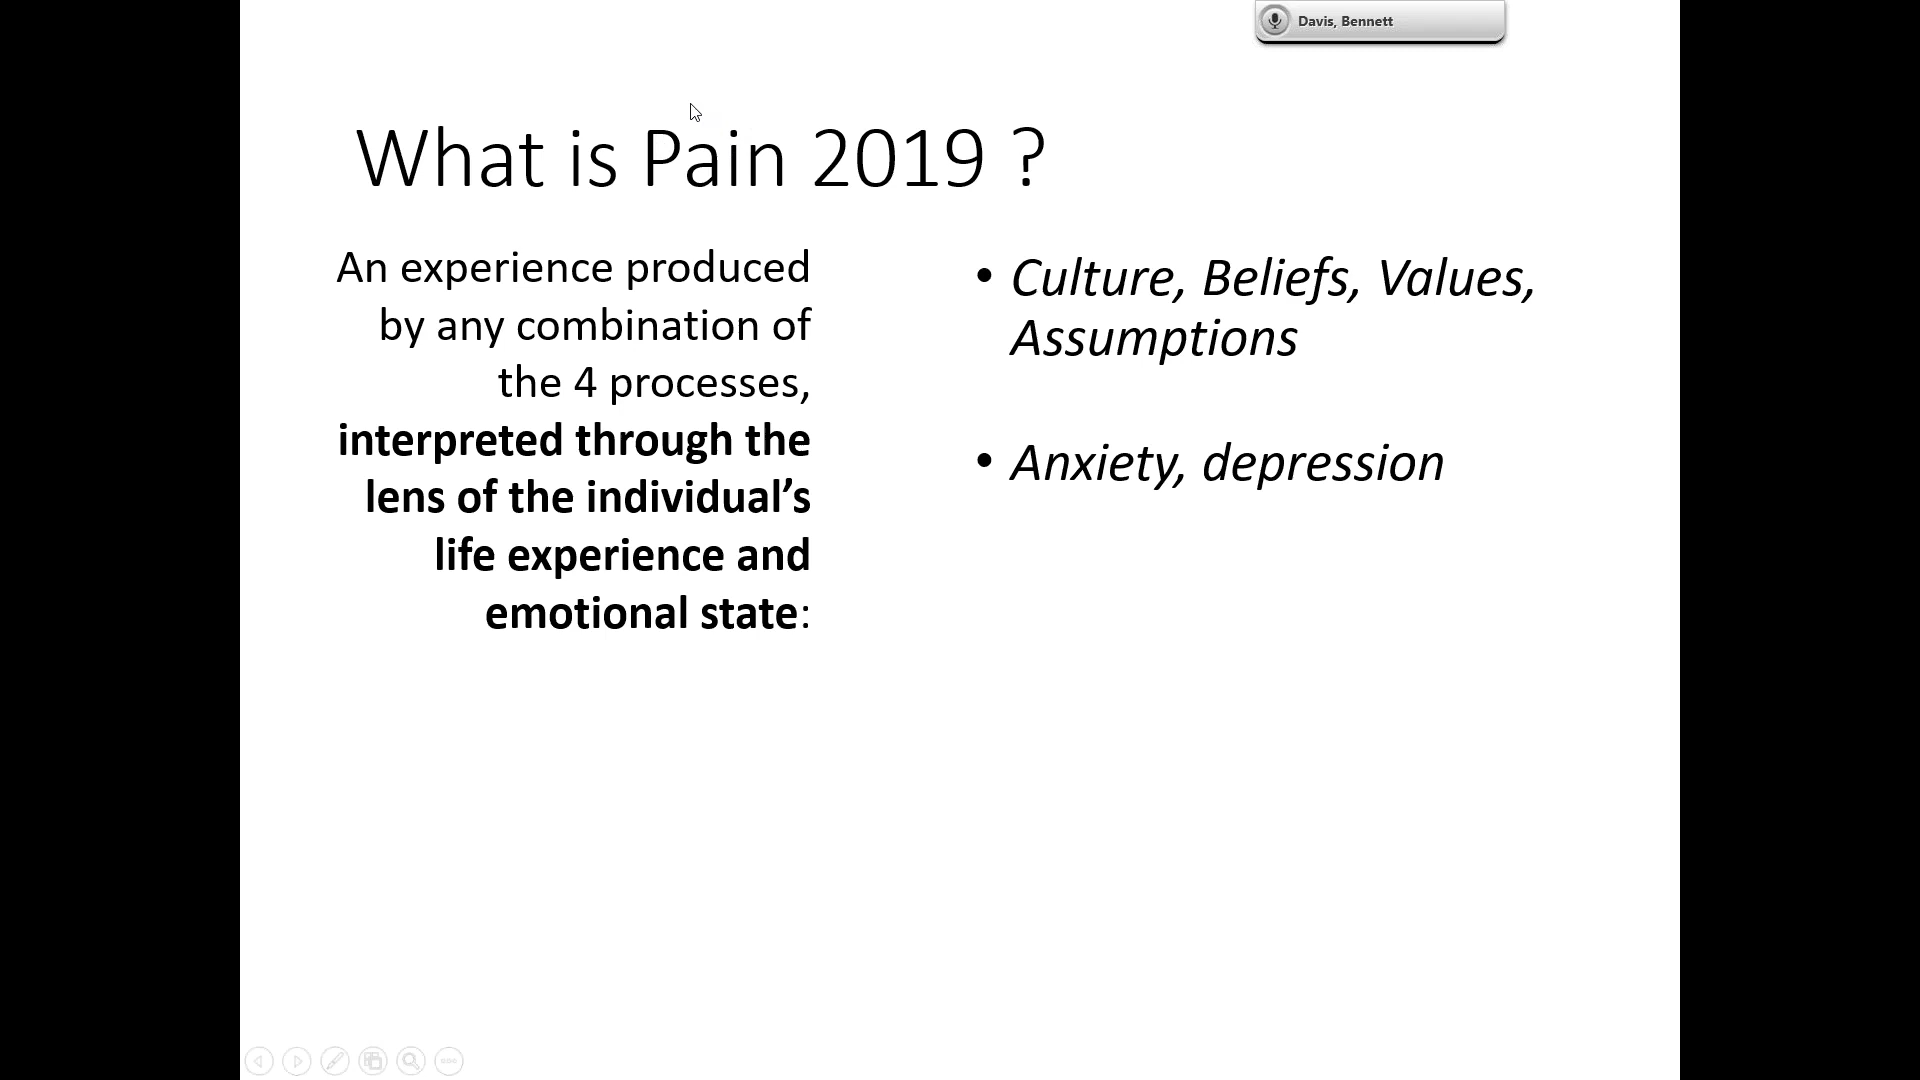 Davis, Bennett
What is Pain 2019 ?
An experience produced
by any combination of
the 4 processes,
interpreted through the
lens of the individual’s
life experience and
emotional state:
• Culture, Beliefs, Values,
Assumptions
• Anxiety, depression